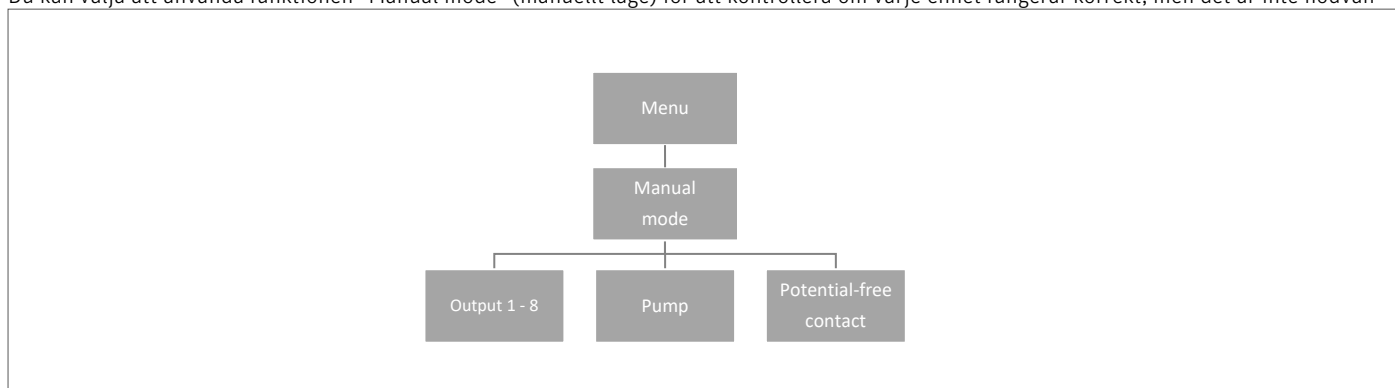 Du kan välja att använda funktionen "Manual mode" (manuellt läge) för att kontrollera om varje enhet fungerar korrekt, men det är inte nödvän-
Menu
Manual
mode
Output 1 - 8
Pump
Potential-free
contact